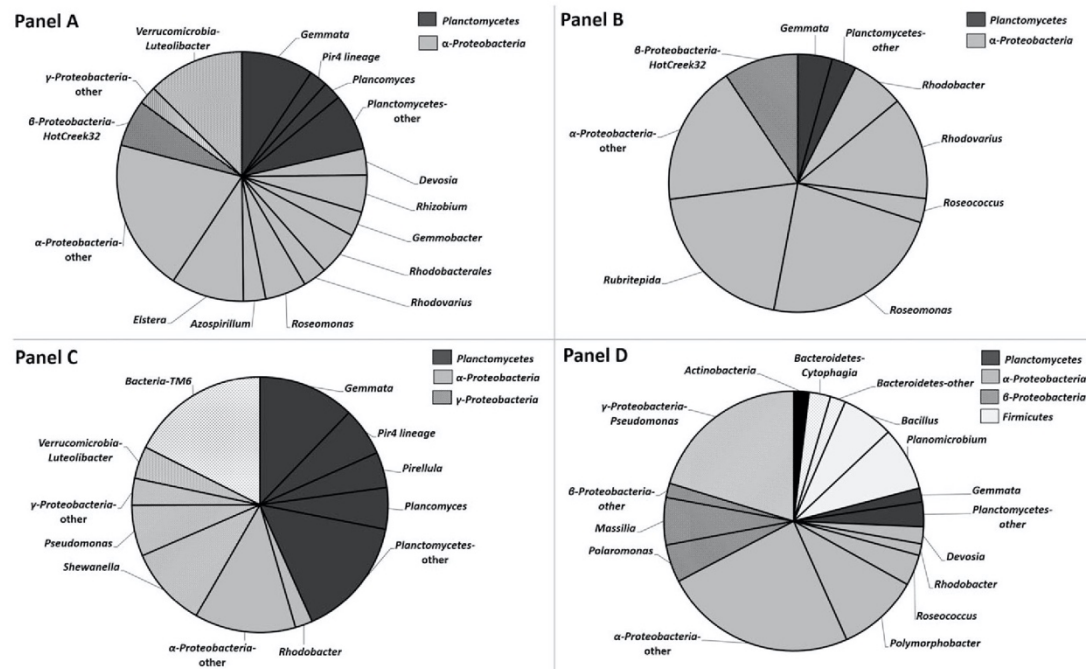 Panel A
Planctomycetes
α-Proteobacteria
Verrucomicrobia-
Luteolibacter
Gemmata
Pir4 lineage
Plancomyces
Planctomycetes-
other
Devosia
Rhizobium
Gemmobacter
Rhodobacterales
Rhodovarius
Roseomonas
Azospirillum
Elstera
α-Proteobacteria-
other
β-Proteobacteria-
HotCreek32
γ-Proteobacteria-
other
Panel B
Planctomycetes
α-Proteobacteria
Gemmata
Planctomycetes-
other
Rhodobacter
Rhodovarius
Roseococcus
Roseomonas
Rubritepida
α-Proteobacteria-
other
β-Proteobacteria-
HotCreek32
Panel C
Planctomycetes
α-Proteobacteria
γ-Proteobacteria
Bacteria-TM6
Gemmata
Pir4 lineage
Pirellula
Plancomyces
Planctomycetes-
other
Rhodobacter
α-Proteobacteria-
other
Shewanella
Pseudomonas
γ-Proteobacteria-
other
Verrucomicrobia-
Luteolibacter
Panel D
Planctomycetes
α-Proteobacteria
β-Proteobacteria
Firmicutes
Actinobacteria
Bacteroidetes-
Cytophagia
Bacteroidetes-other
Bacillus
Planomicrobium
Gemmata
Planctomycetes-
other
Devosia
Rhodobacter
Roseococcus
Polymorphobacter
α-Proteobacteria-
other
Polaromonas
Massilia
β-Proteobacteria-
other
γ-Proteobacteria-
Pseudomonas